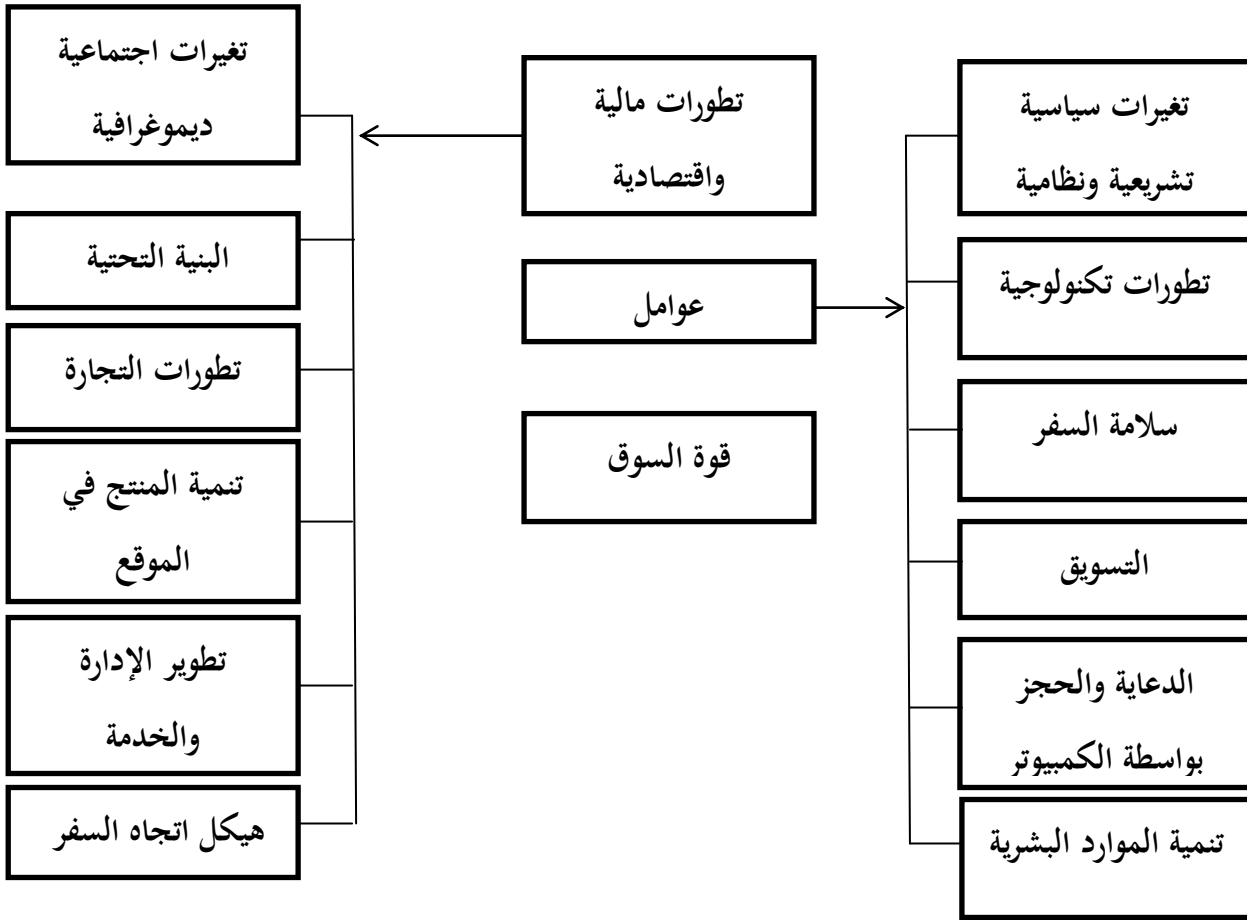 تغيرات سياسية
تشريعية ونظامية
تطورات تكنولوجية
سلامة السفر
التسويق
الدعاية والحجز
بواسطة الكمبيوتر
تنمية الموارد البشرية
تطورات مالية
واقتصادية
عوامل
قوة السوق
تغيرات اجتماعية
ديموغرافية
البنية التحتية
تطورات التجارة
تنمية المنتج في
الموقع
تطوير الإدارة
والخدمة
هيكل اتجاه السفر